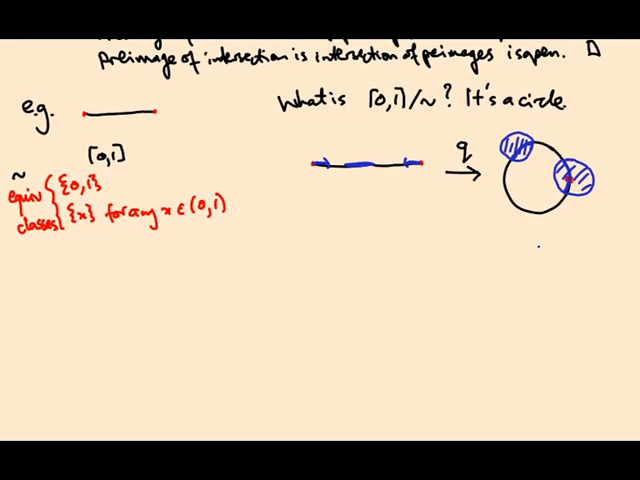 Preimage of intersection is intersection of peimages is open. □
e.g.
What is [0,1]/~? It's a circle.
[0,1]
q
~
equiv classes { {0,1}
{x} for any x ∈ (0,1)